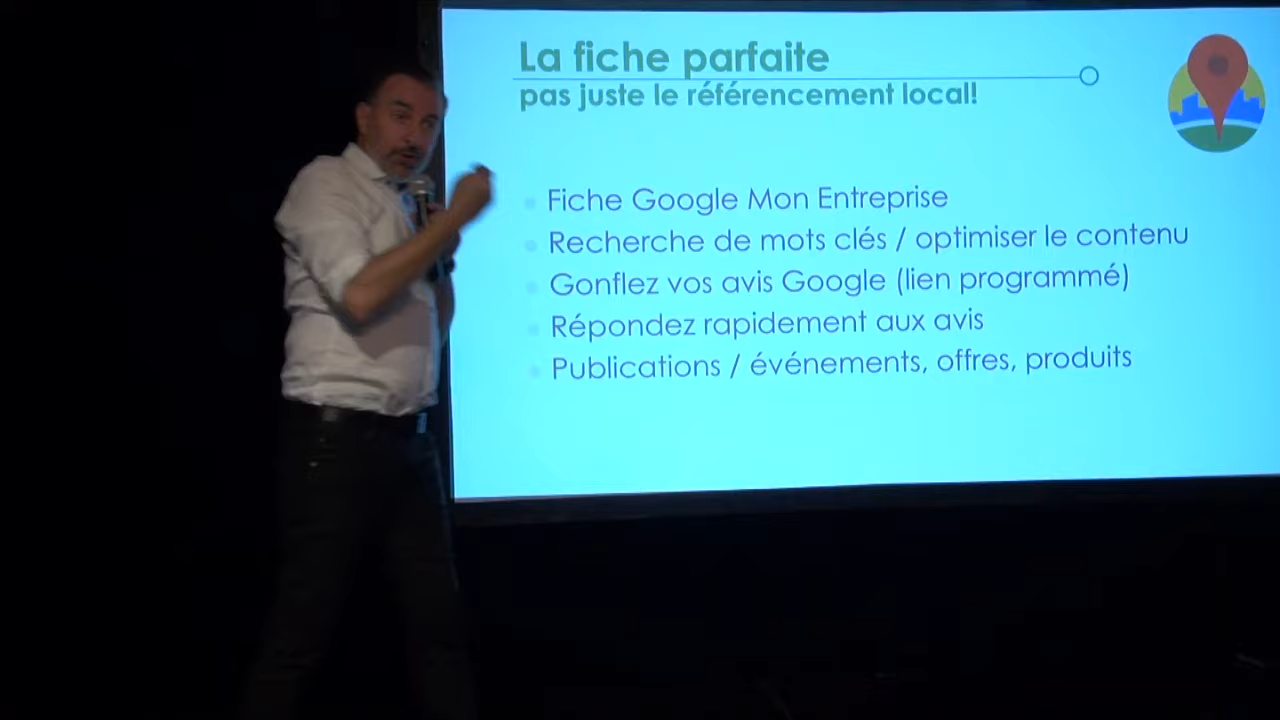 La fiche parfaite
pas juste le référencement local!
Fiche Google Mon Entreprise
Recherche de mots clés / optimiser le contenu
Gonflez vos avis Google (lien programmé)
Répondez rapidement aux avis
Publications / événements, offres, produits